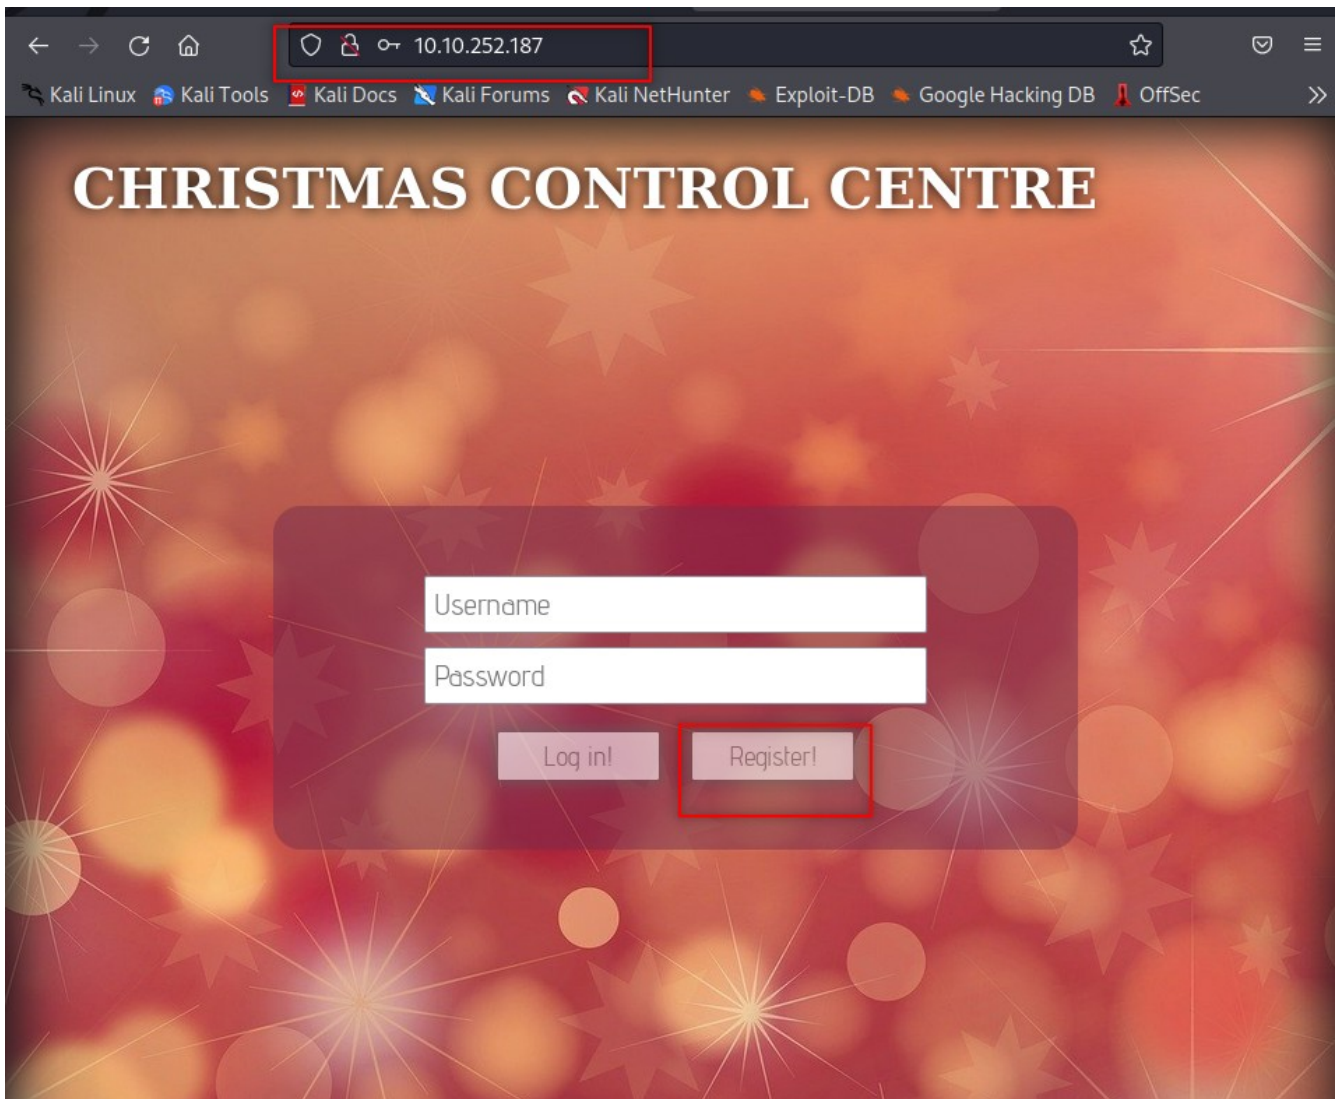 10.10.252.187
Kali Linux Kali Tools Kali Docs Kali Forums Kali NetHunter Exploit-DB Google Hacking DB OffSec
CHRISTMAS CONTROL CENTRE
Username
Password
Log in! Register!